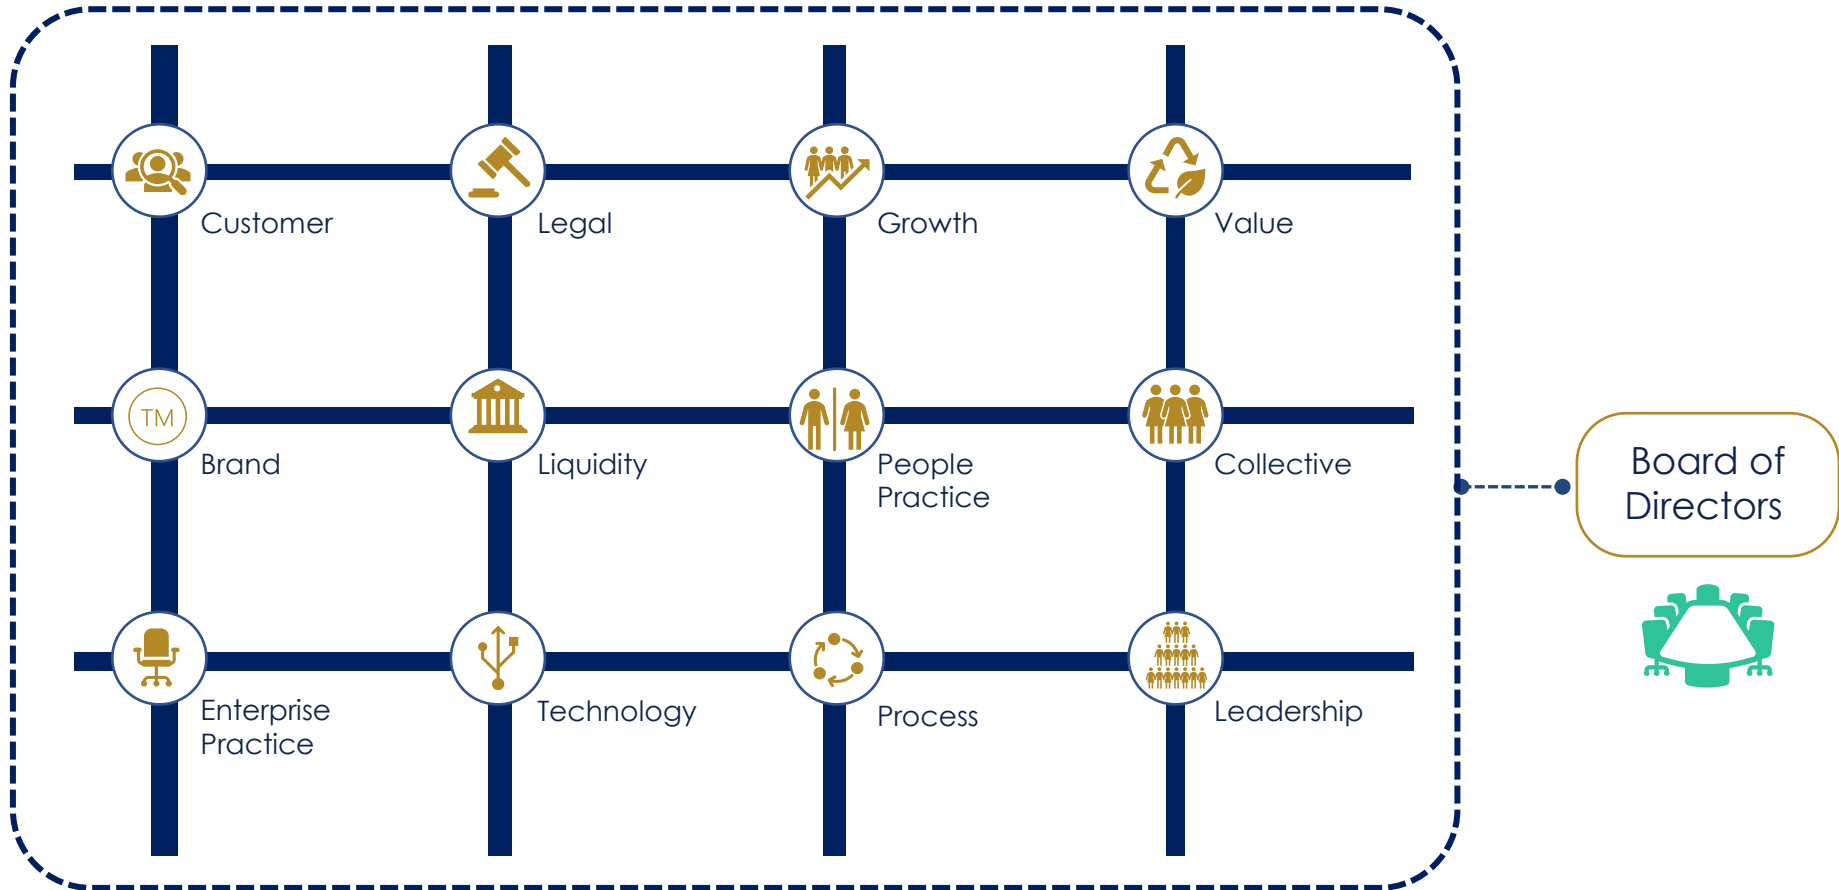 Customer
Legal
Growth
Value
TM
Brand
Liquidity
People
Practice
Collective
Board of
Directors
Enterprise
Practice
Technology
Process
Leadership